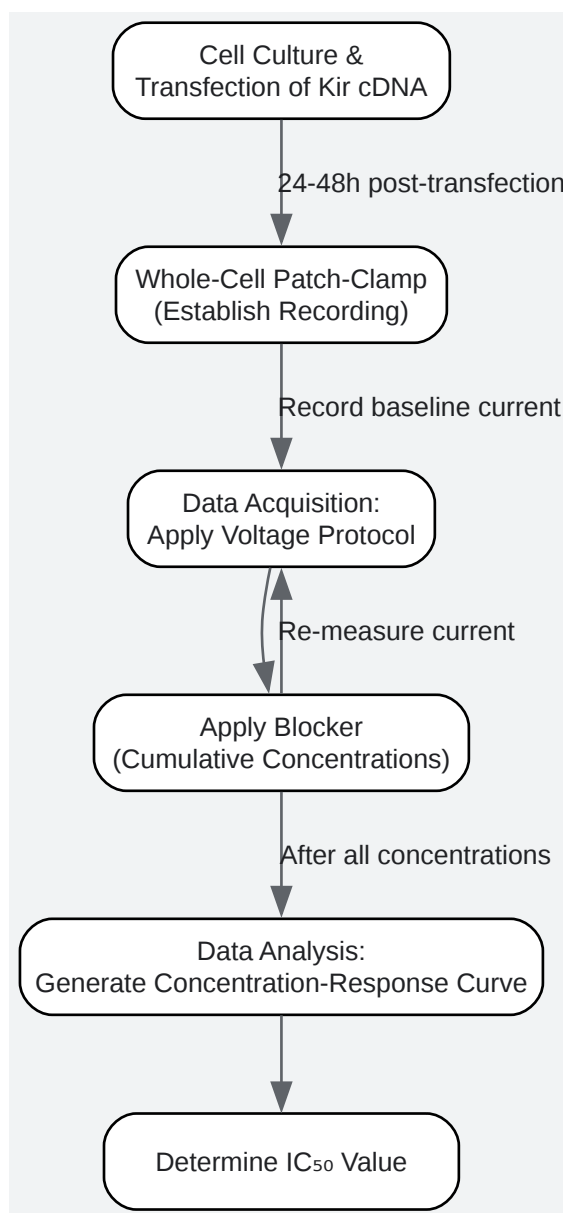 Cell Culture &
Transfection of Kir cDNA
24-48h post-transfection
Whole-Cell Patch-Clamp
(Establish Recording)
Record baseline current
Data Acquisition:
Apply Voltage Protocol
Re-measure current
Apply Blocker
(Cumulative Concentrations)
After all concentrations
Data Analysis:
Generate Concentration-Response Curve
Determine IC₅₀ Value